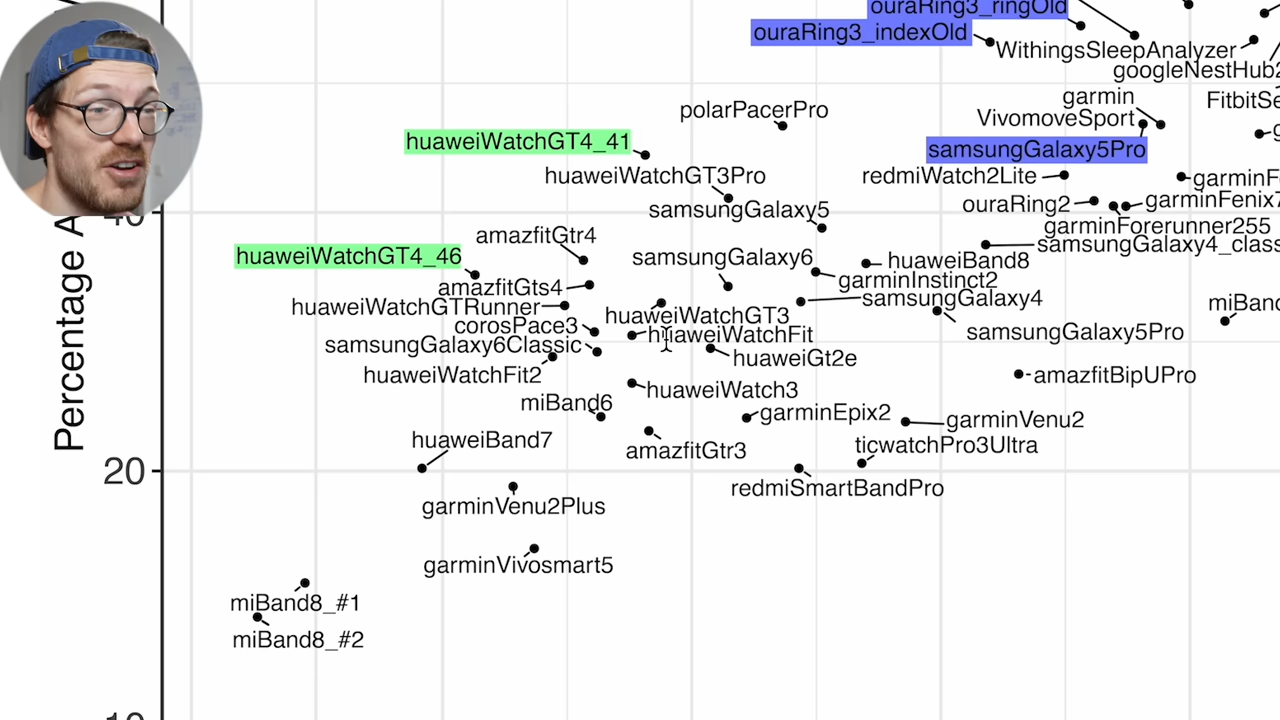 ouraRing3_ringOld
ouraRing3_indexOld
WithingsSleepAnalyzer
googleNestHub2
garmin
polarPacerPro
VivomoveSport
huaweiWatchGT4_41
samsungGalaxy5Pro
huaweiWatchGT3Pro
redmiWatch2Lite
ouraRing2
garminFenix7
samsungGalaxy5
garminForerunner255
amazfitGtr4
huaweiWatchGT4_46
samsungGalaxy6
huaweiBand8
garminInstinct2
amazfitGts4
huaweiWatchGTRunner
huaweiWatchGT3
samsungGalaxy4
corosPace3
huaweiWatchFit
samsungGalaxy5Pro
samsungGalaxy6Classic
huaweiGt2e
huaweiWatchFit2
huaweiWatch3
amazfitBipUPro
miBand6
garminEpix2
garminVenu2
huaweiBand7
amazfitGtr3
ticwatchPro3Ultra
20
redmiSmartBandPro
garminVenu2Plus
garminVivosmart5
miBand8_#1
miBand8_#2
Percentage